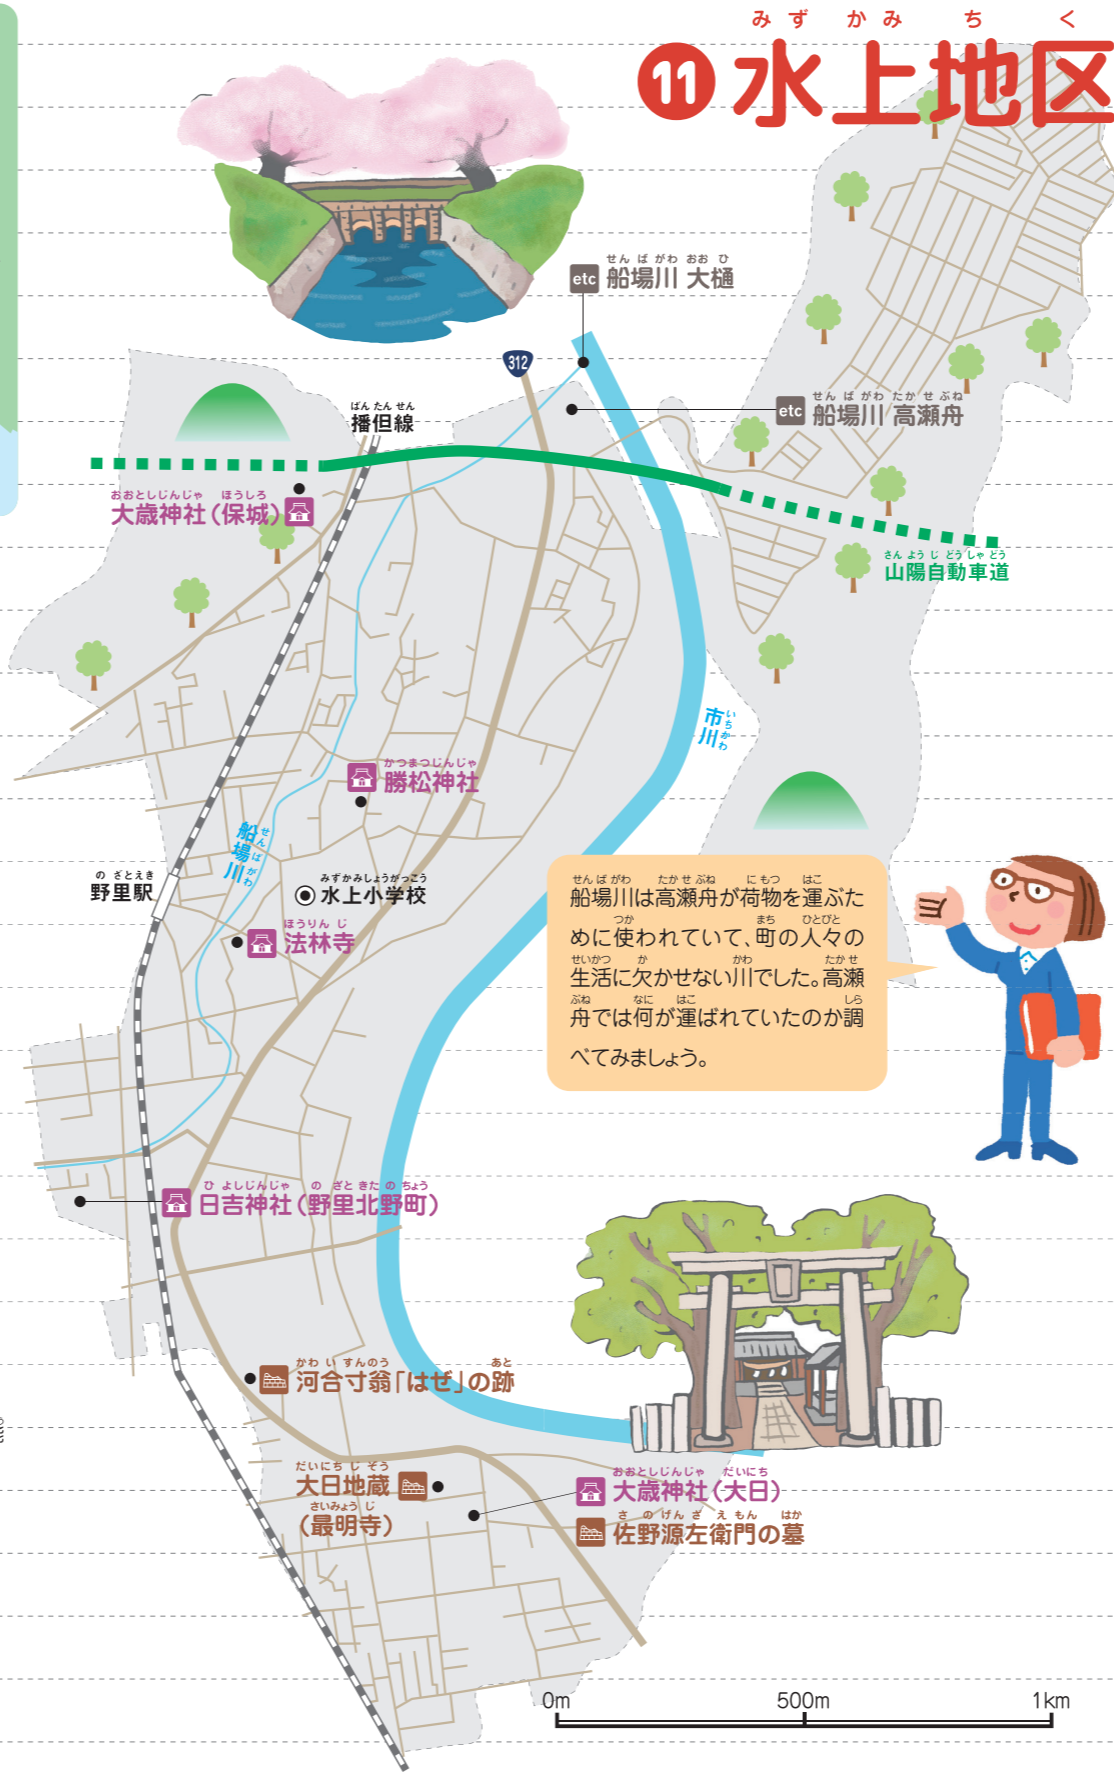 みずかみちく
11 水上地区
せんばがわ おおひ
etc 船場川 大樋
312
せんばがわ たかせぶね
etc 船場川 高瀬舟
ばんたんせん
播但線
おおとしじんじゃ ほうしろ
大歳神社(保城)
さんようじどうしゃどう
山陽自動車道
市川
いちかわ
かつまつじんじゃ
勝松神社
船場川
せんばがわ
のざとえき
野里駅
みずかみしょうがっこう
水上小学校
ほうりんじ
法林寺
せんばがわ たかせぶね にもつ はこ
船場川は高瀬舟が荷物を運ぶた
つか まち ひとびと
めに使われていて、町の人々の
せいかつ か かわ たかせ
生活に欠かせない川でした。高瀬
ぶね なに はこ しら
舟では何が運ばれていたのか調
べてみましょう。
ひよしじんじゃ のざときたのちょう
日吉神社(野里北野町)
かわいすんのう あと
河合寸翁「はぜ」の跡
だいにちじぞう
大日地蔵
さいみょうじ
(最明寺)
おおとしじんじゃ だいにち
大歳神社(大日)
さのげんざえもん はか
佐野源左衛門の墓
0m 500m 1km